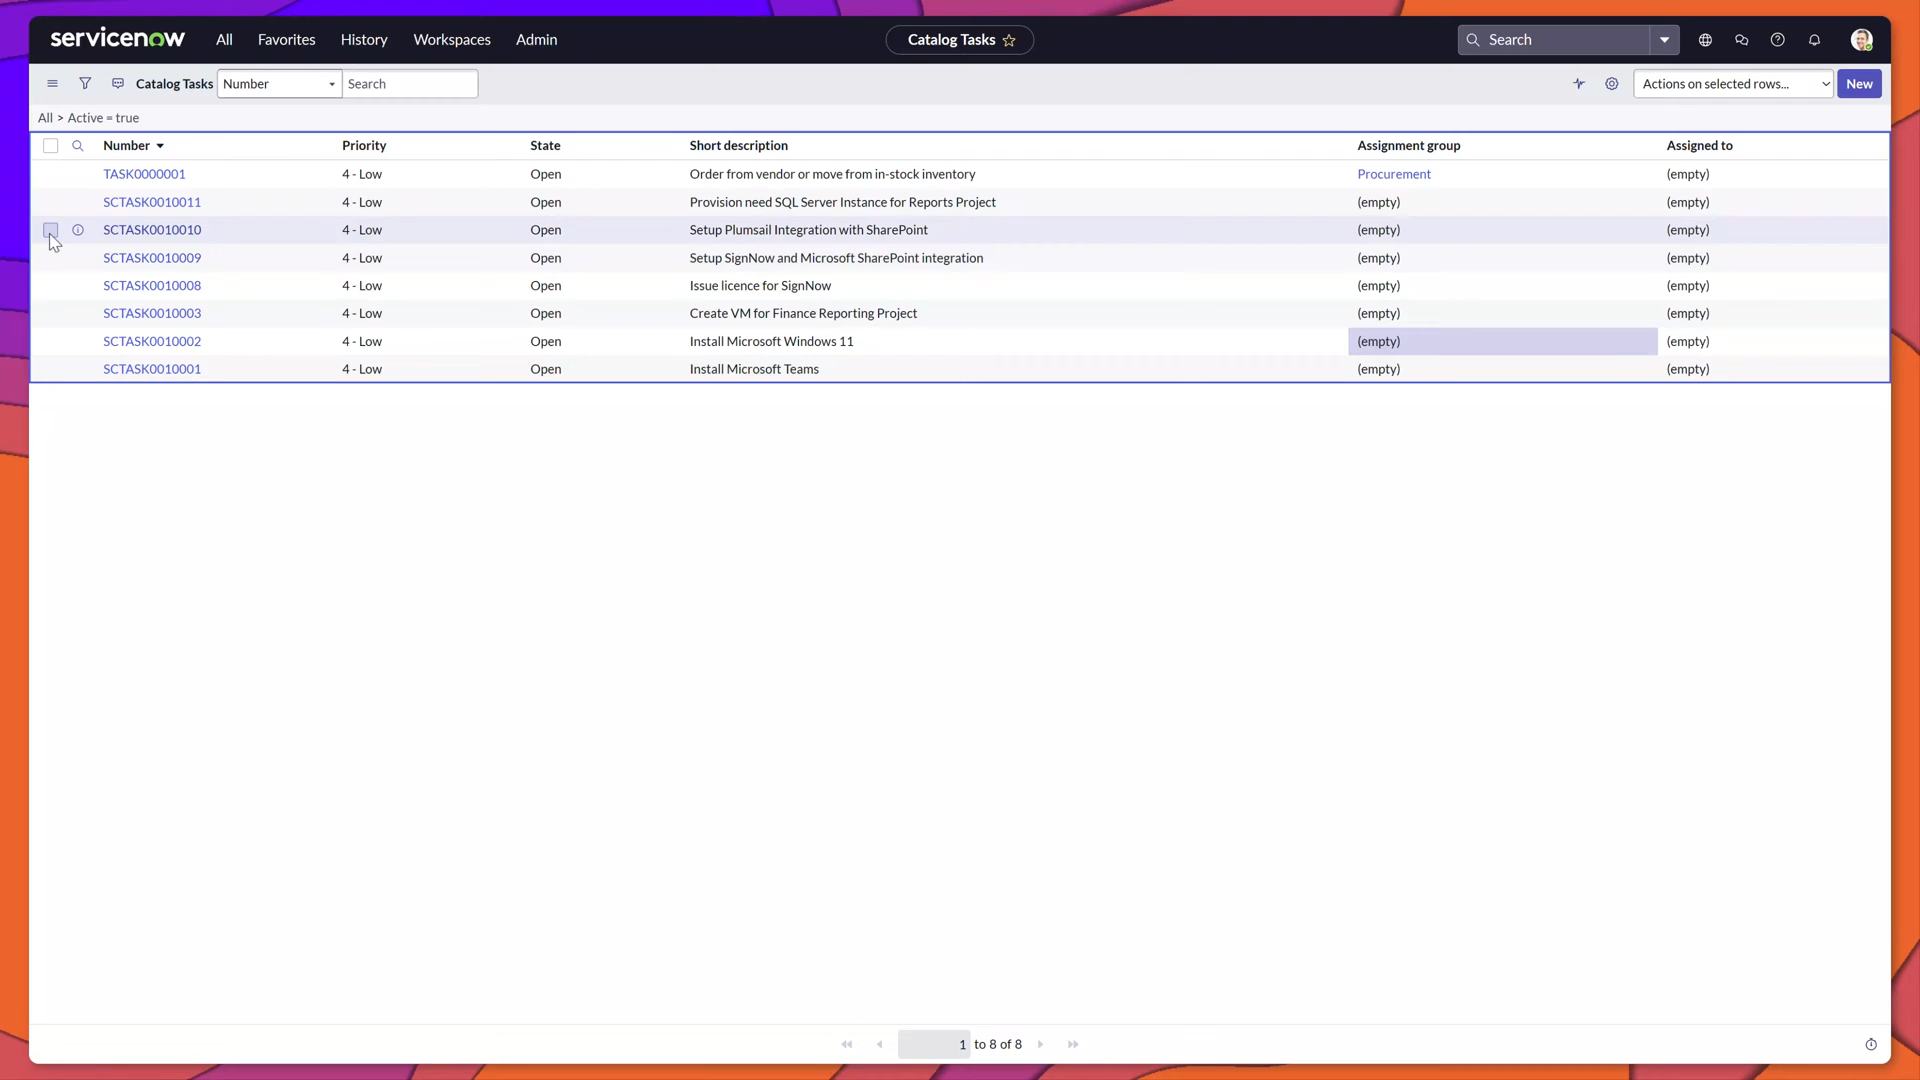 servicenow All Favorites History Workspaces Admin Catalog Tasks Search
Catalog Tasks Number Search Actions on selected rows... New
All > Active = true
Number Priority State Short description Assignment group Assigned to
TASK0000001 4 - Low Open Order from vendor or move from in-stock inventory Procurement (empty)
SCTASK0010011 4 - Low Open Provision need SQL Server Instance for Reports Project (empty) (empty)
SCTASK0010010 4 - Low Open Setup Plumsail Integration with SharePoint (empty) (empty)
SCTASK0010009 4 - Low Open Setup SignNow and Microsoft SharePoint integration (empty) (empty)
SCTASK0010008 4 - Low Open Issue licence for SignNow (empty) (empty)
SCTASK0010003 4 - Low Open Create VM for Finance Reporting Project (empty) (empty)
SCTASK0010002 4 - Low Open Install Microsoft Windows 11 (empty) (empty)
SCTASK0010001 4 - Low Open Install Microsoft Teams (empty) (empty)
1 to 8 of 8